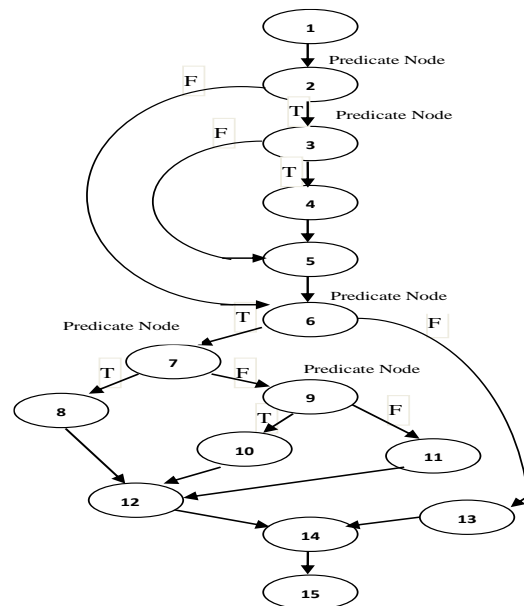 1
Predicate Node
F
2
T
Predicate Node
F
3
T
4
5
Predicate Node
T
6
F
Predicate Node
7
T
F
Predicate Node
9
8
T
F
10
11
12
13
14
15